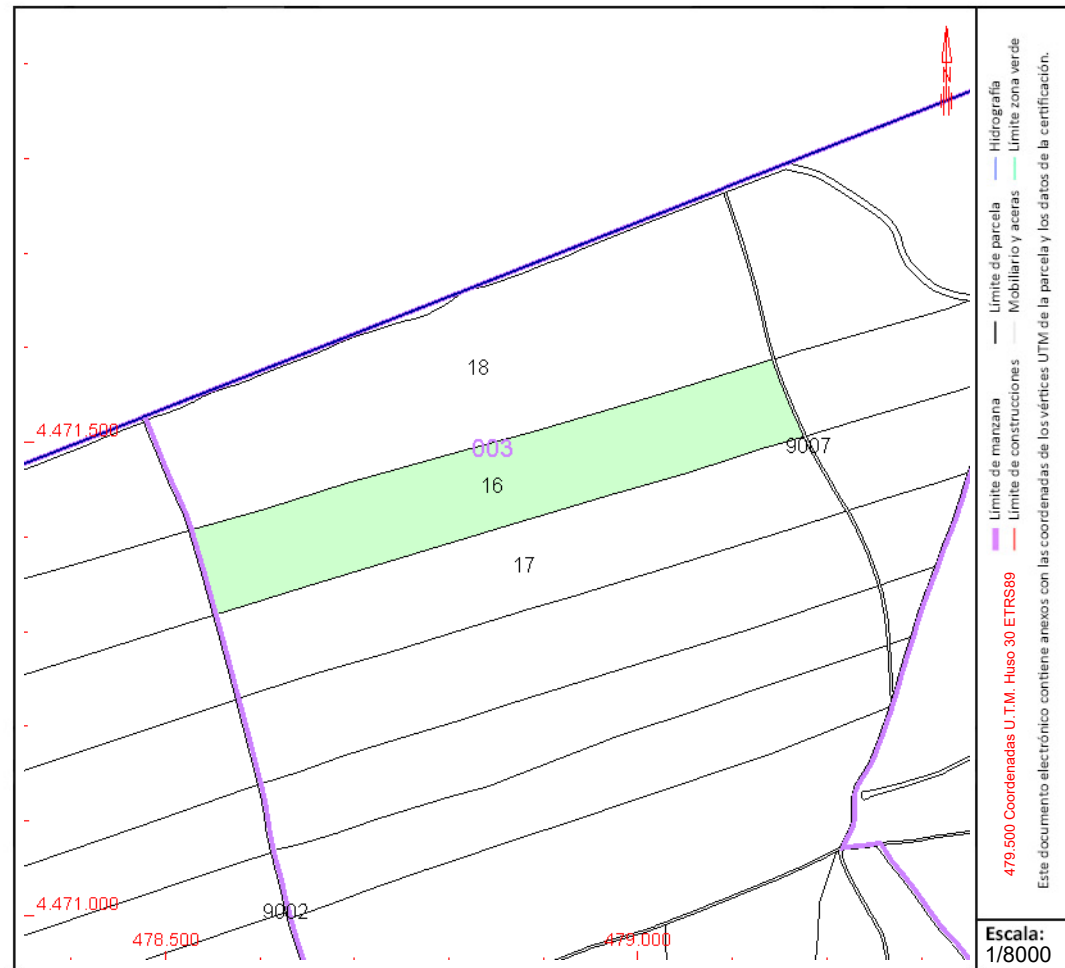 N
18
4.471.500
003
9007
16
17
4.471.000
9002
478.500
479.000
Hidrografía
Límite zona verde
Límite de parcela
Mobiliario y aceras
Límite de manzana
Límite de construcciones
479.500 Coordenadas U.T.M. Huso 30 ETRS89
Este documento electrónico contiene anexos con las coordenadas de los vértices UTM de la parcela y los datos de la certificación.
Escala:
1/8000